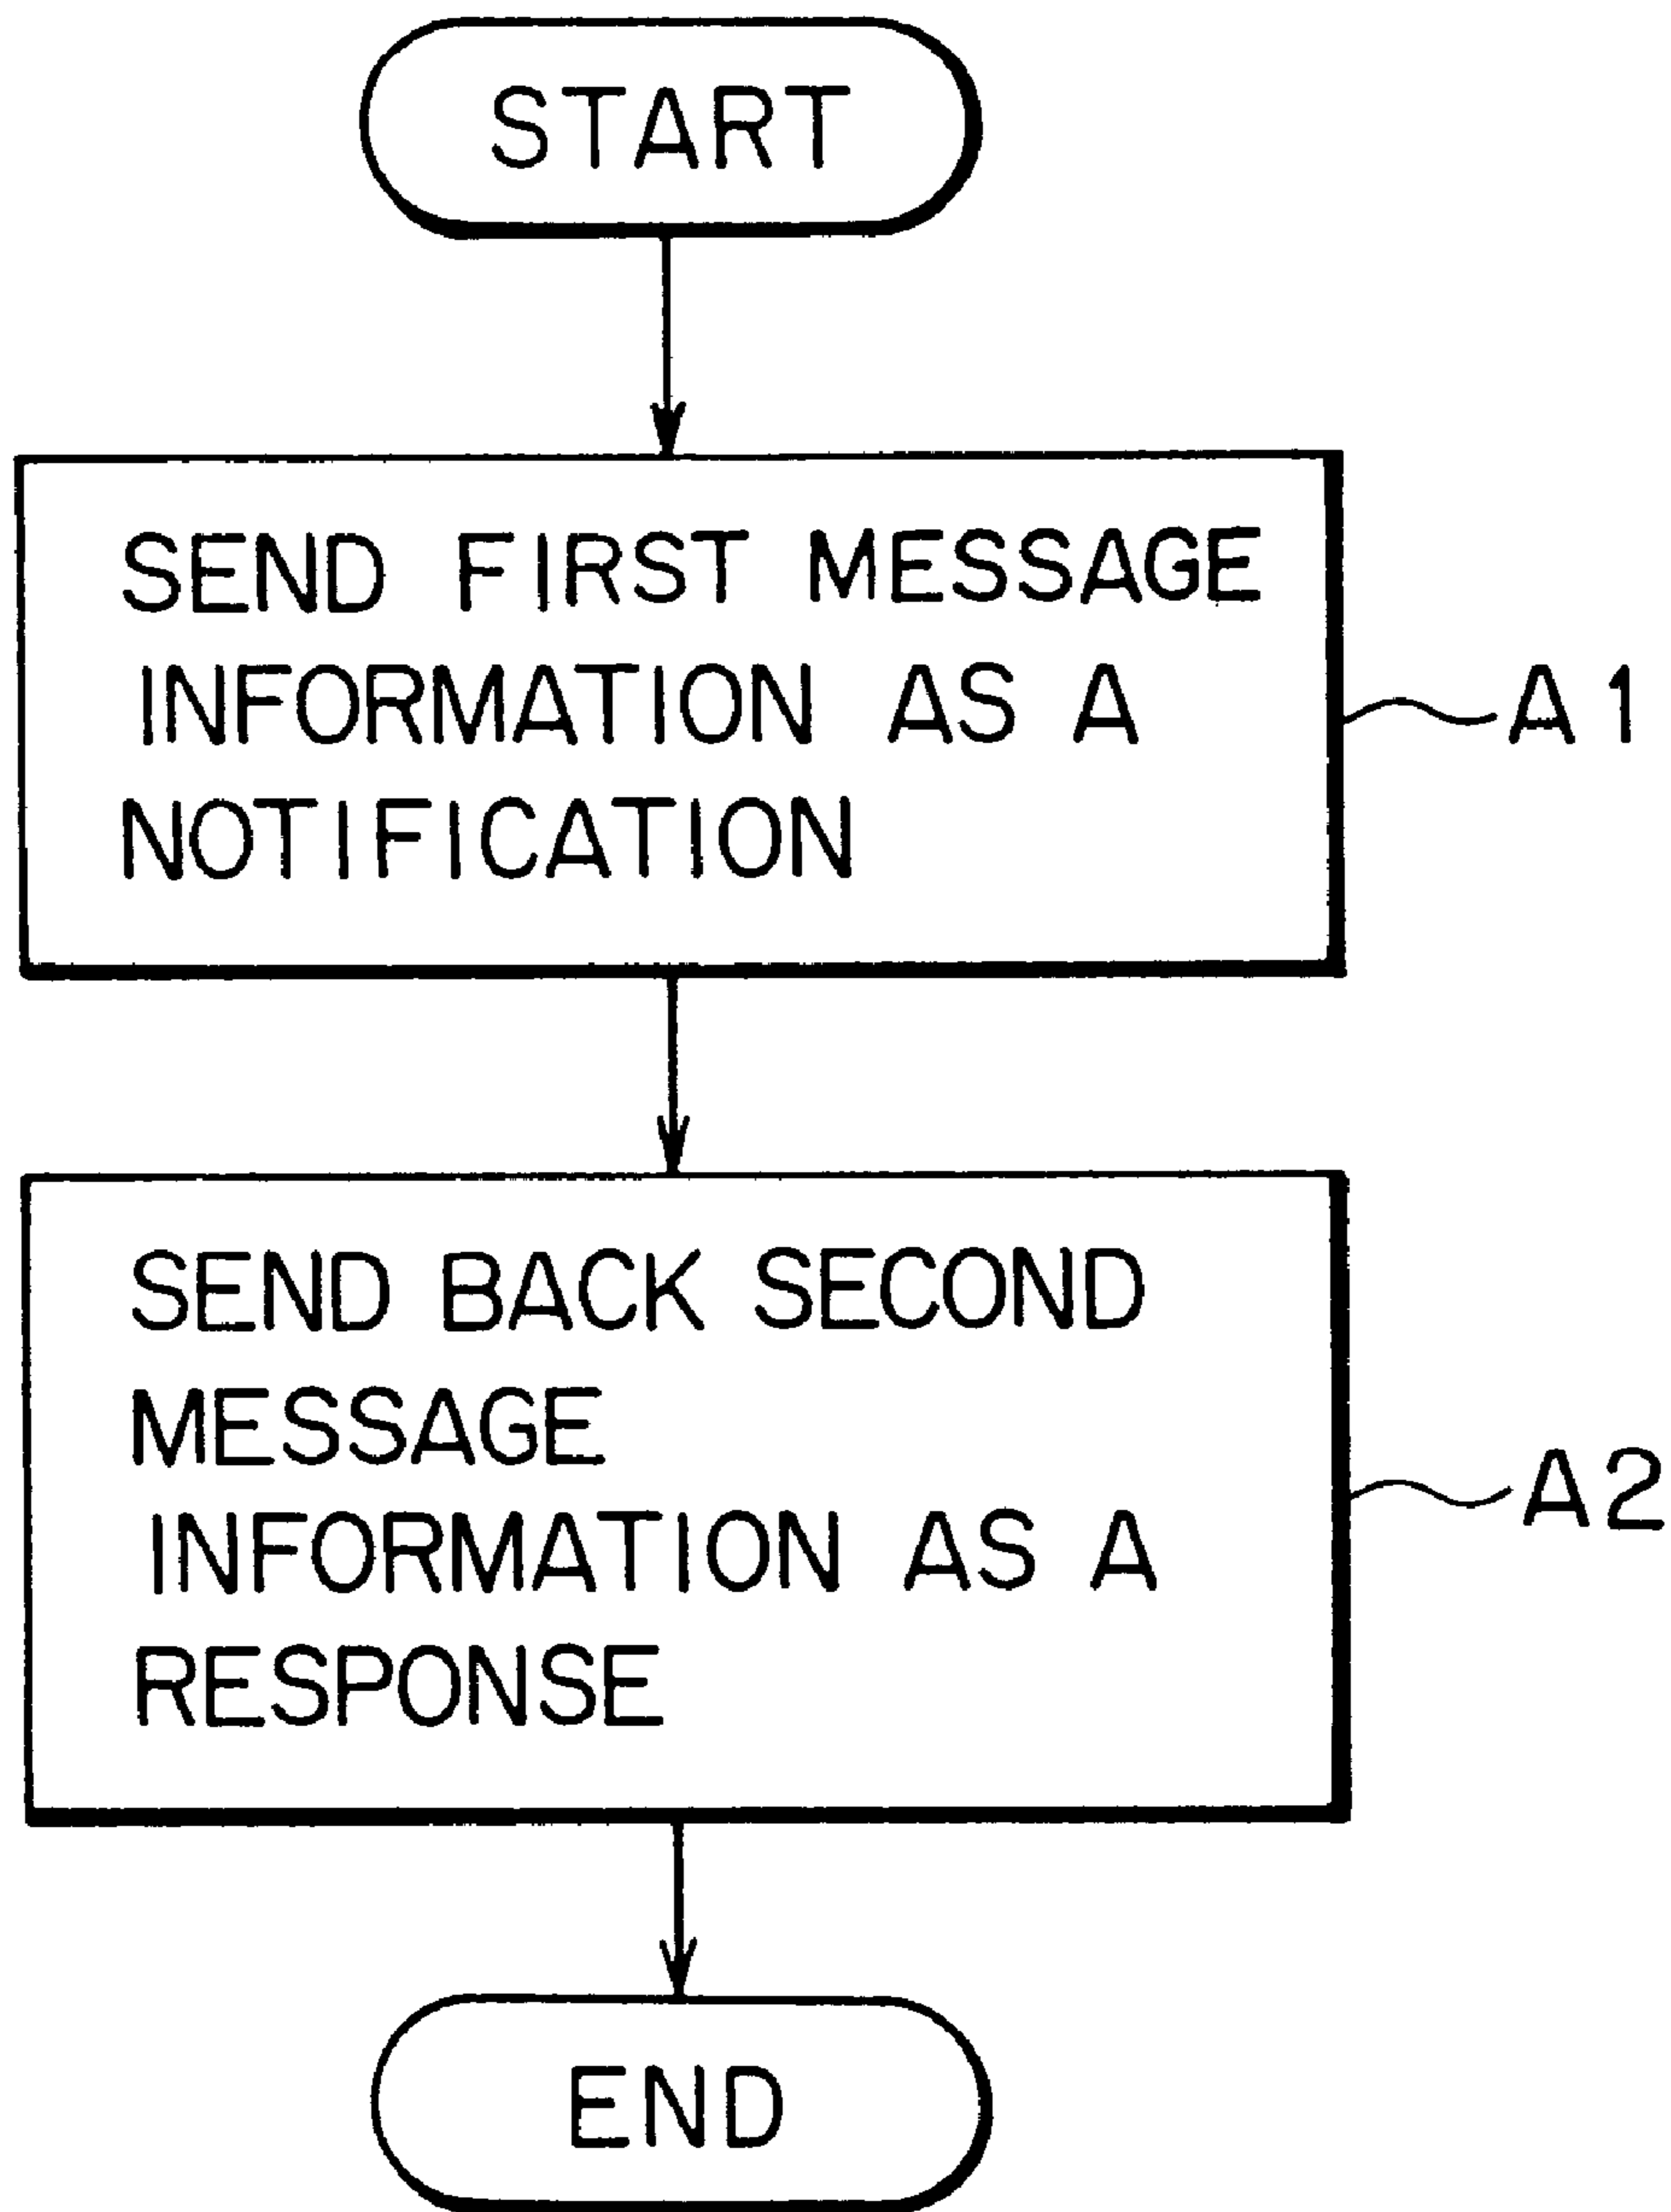 START
SEND FIRST MESSAGE
INFORMATION AS A
NOTIFICATION
A1
SEND BACK SECOND
MESSAGE
INFORMATION AS A
RESPONSE
A2
END